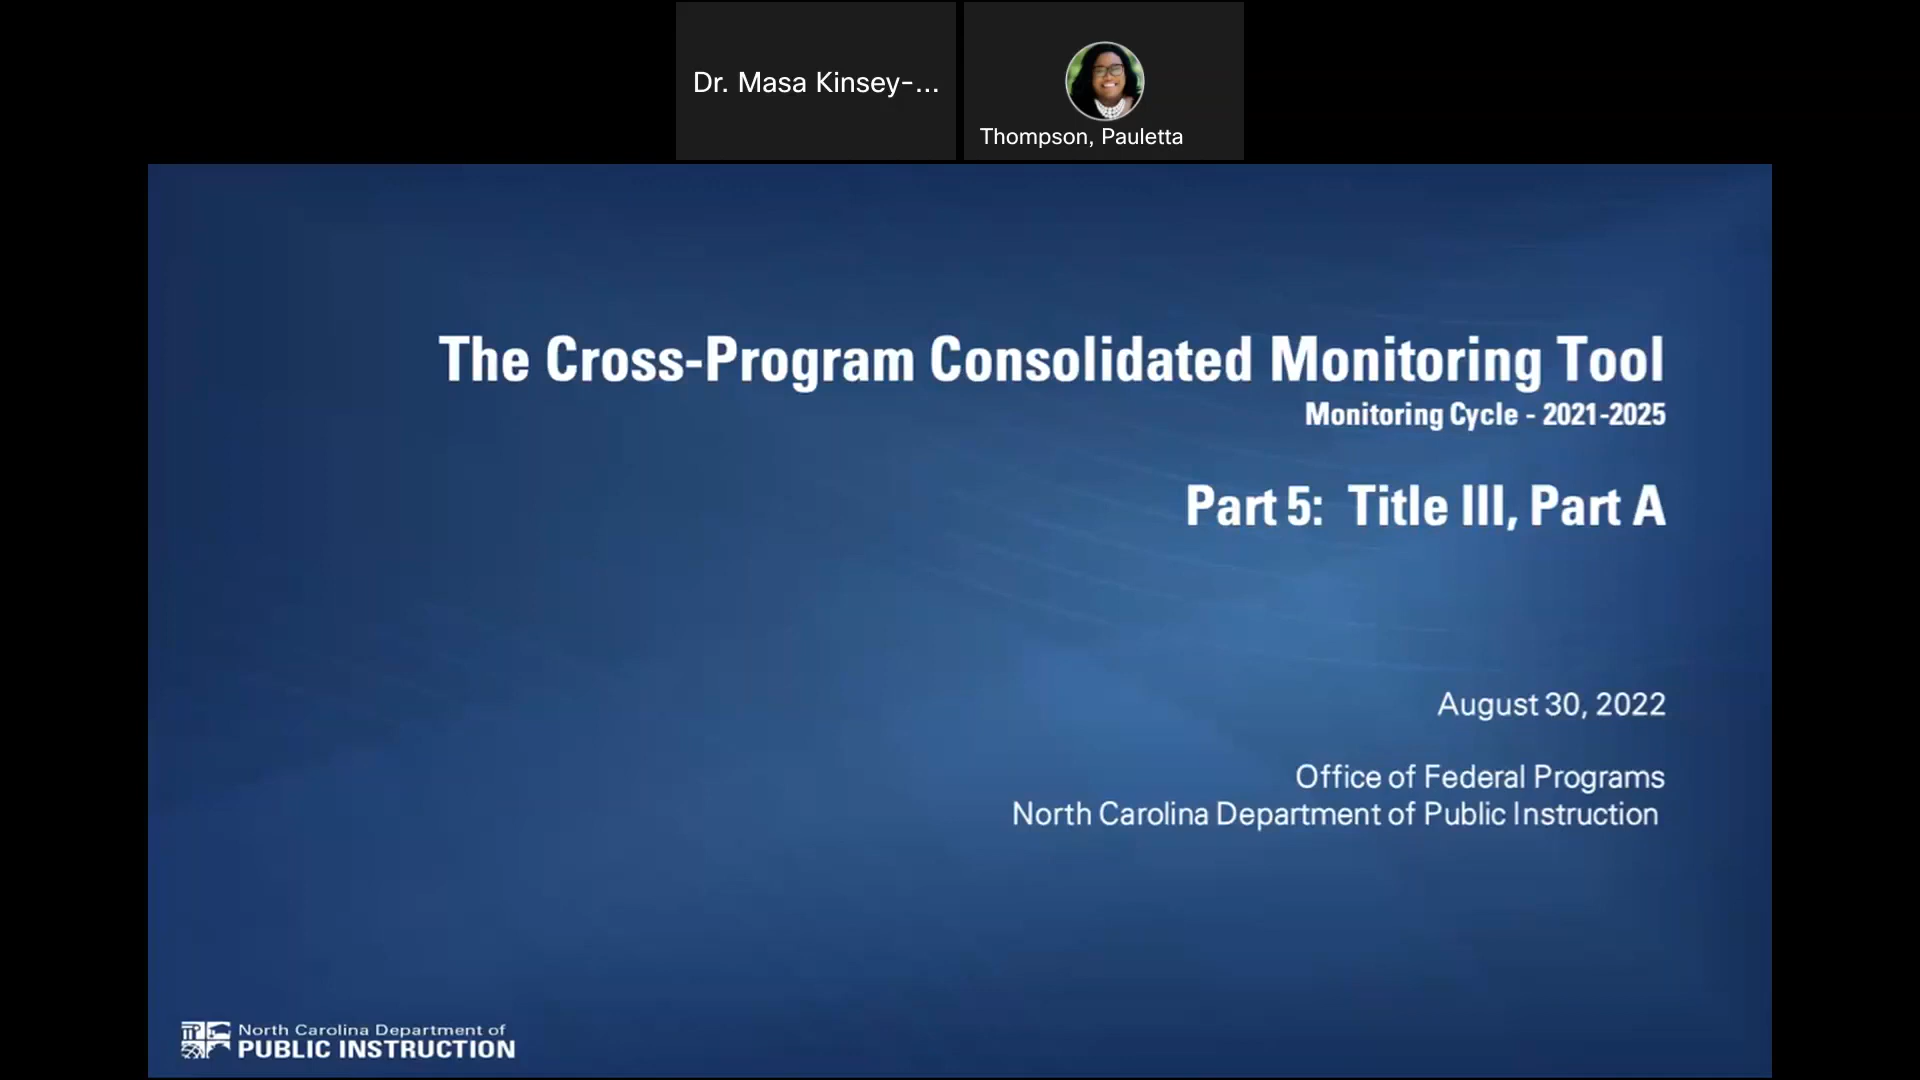 Dr. Masa Kinsey-...
Thompson, Pauletta
The Cross-Program Consolidated Monitoring Tool
Monitoring Cycle - 2021-2025
Part 5: Title III, Part A
August 30, 2022
Office of Federal Programs
North Carolina Department of Public Instruction
North Carolina Department of
PUBLIC INSTRUCTION